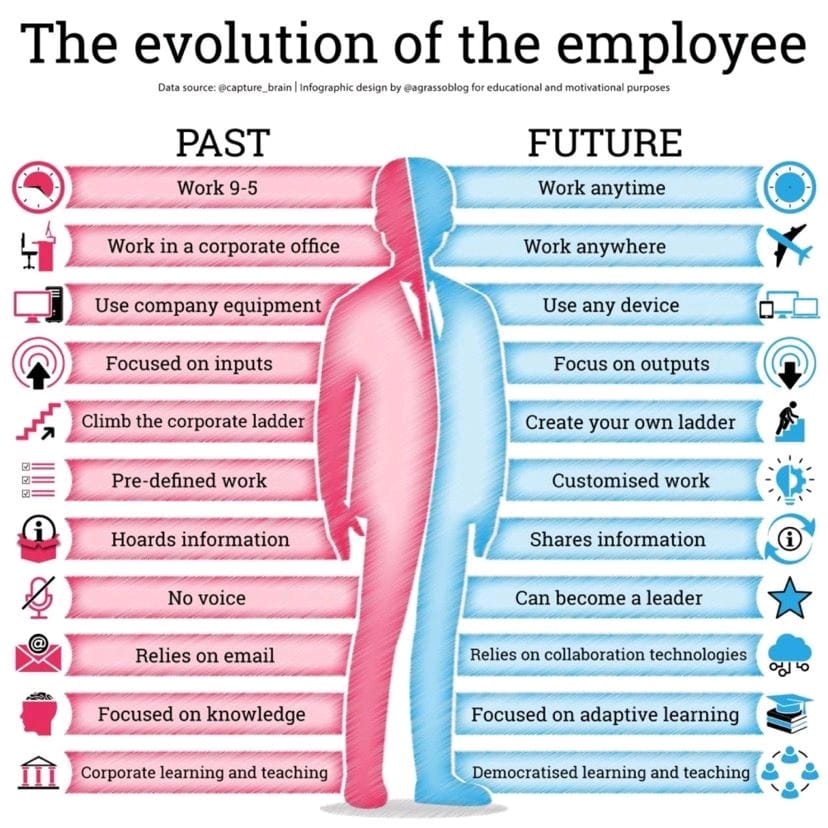 The evolution of the employee
Data source: @capture_brain | Infographic design by @agrassoblog for educational and motivational purposes
PAST FUTURE
Work 9-5 Work anytime
Work in a corporate office Work anywhere
Use company equipment Use any device
Focused on inputs Focus on outputs
Climb the corporate ladder Create your own ladder
Pre-defined work Customised work
Hoards information Shares information
No voice Can become a leader
Relies on email Relies on collaboration technologies
Focused on knowledge Focused on adaptive learning
Corporate learning and teaching Democratised learning and teaching